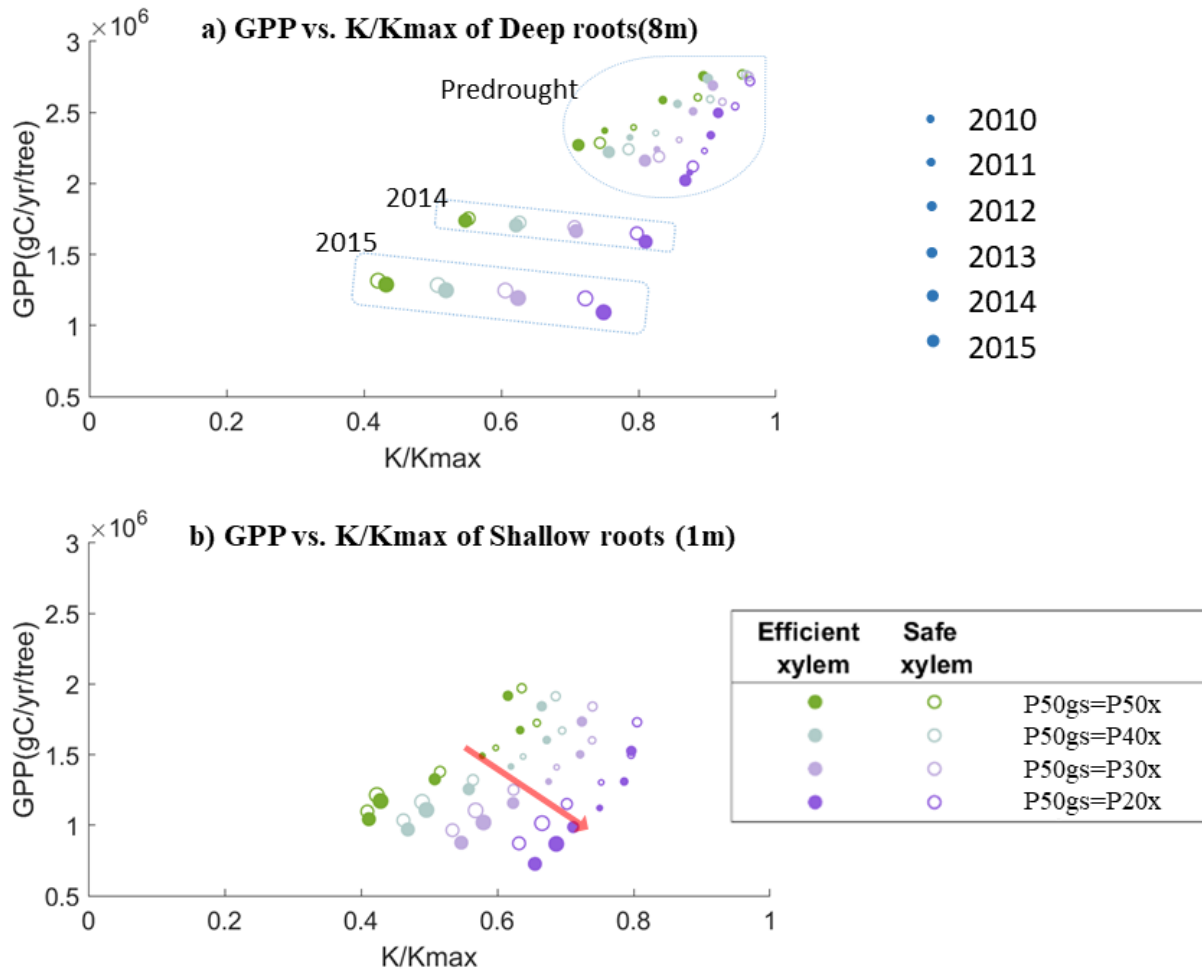 ×10⁶
a) GPP vs. K/Kmax of Deep roots(8m)
3
2.5
2
1.5
1
0.5
GPP(gC/yr/tree)
Predrought
2014
2015
0
0.2
0.4
0.6
0.8
1
K/Kmax
2010
2011
2012
2013
2014
2015
×10⁶
b) GPP vs. K/Kmax of Shallow roots (1m)
3
2.5
2
1.5
1
0.5
GPP(gC/yr/tree)
0
0.2
0.4
0.6
0.8
1
K/Kmax
Efficient
xylem
Safe
xylem
P50gs=P50x
P50gs=P40x
P50gs=P30x
P50gs=P20x